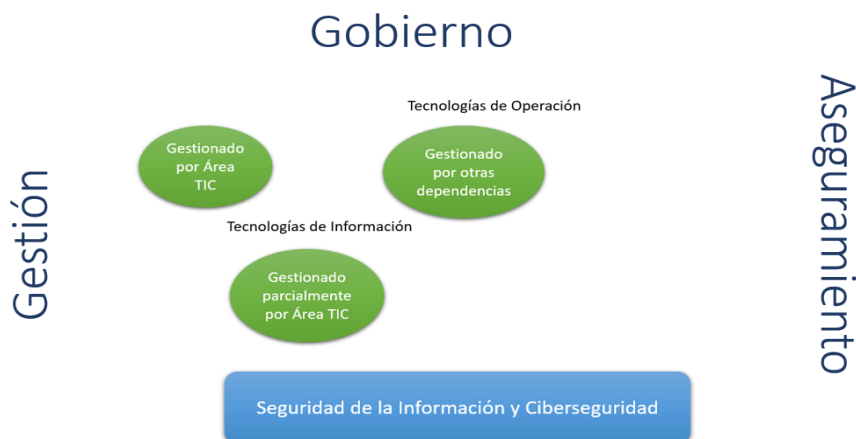 Gobierno
Tecnologías de Operación
Gestionado
por Área
TIC
Gestionado
por otras
dependencias
Tecnologías de Información
Gestionado
parcialmente
por Área TIC
Gestión
Aseguramiento
Seguridad de la Información y Ciberseguridad